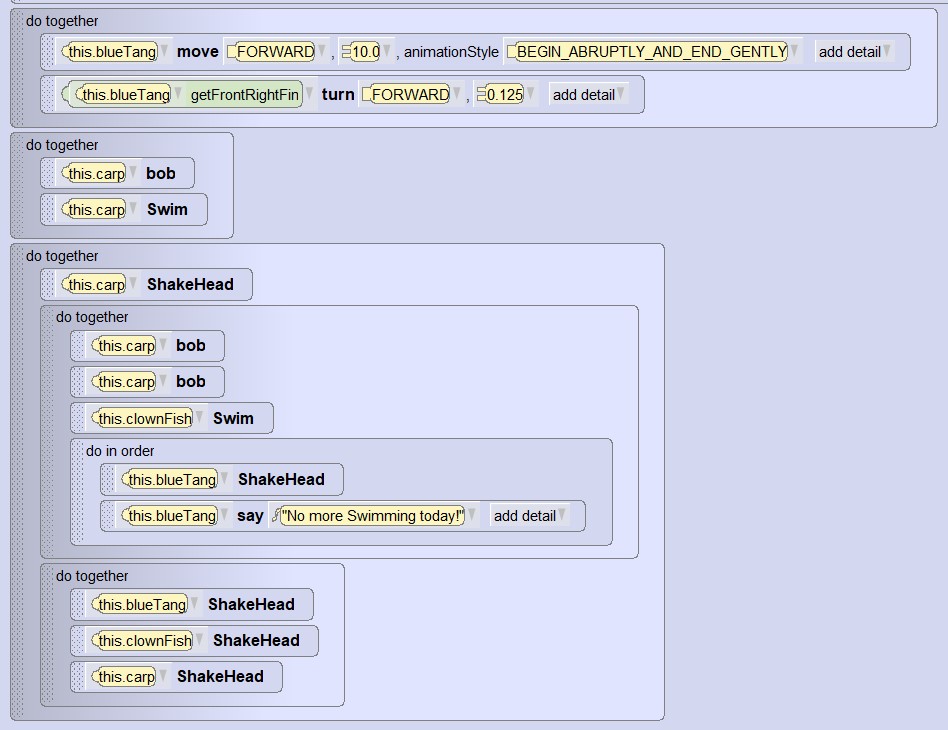 do together
this.blueTang move FORWARD , 10.0 , animationStyle BEGIN_ABRUPTLY_AND_END_GENTLY add detail
this.blueTang getFrontRightFin turn FORWARD , 0.125 add detail
do together
this.carp bob
this.carp Swim
do together
this.carp ShakeHead
do together
this.carp bob
this.carp bob
this.clownFish Swim
do in order
this.blueTang ShakeHead
this.blueTang say "No more Swimming today!" add detail
do together
this.blueTang ShakeHead
this.clownFish ShakeHead
this.carp ShakeHead